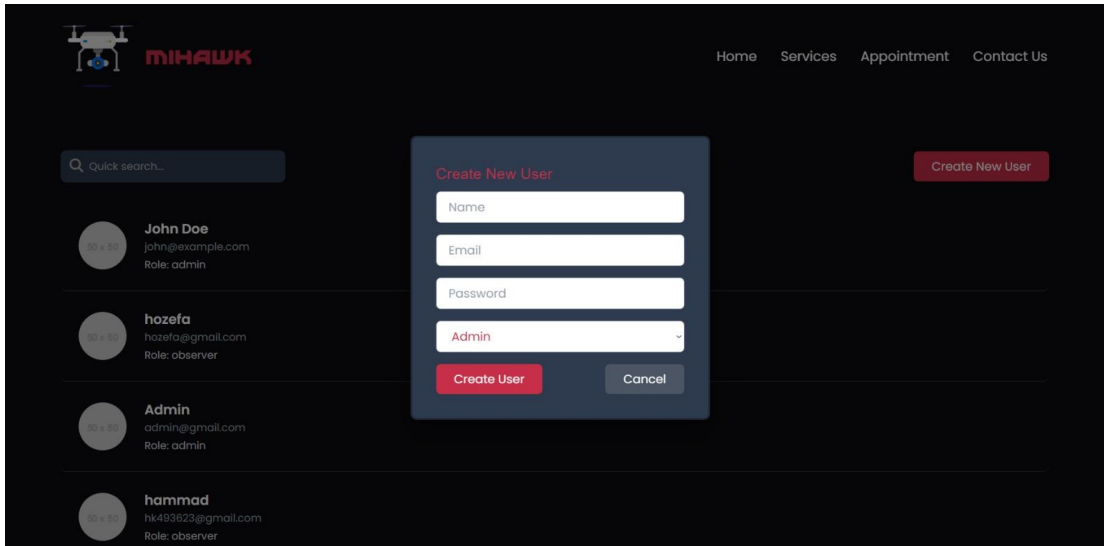 MIHAWK
Home Services Appointment Contact Us
Quick search...
Create New User
Create New User
Name
Email
Password
Admin
Create User Cancel
50 x 50
John Doe
john@example.com
Role: admin
50 x 50
hozefa
hozefa@gmail.com
Role: observer
50 x 50
Admin
admin@gmail.com
Role: admin
50 x 50
hammad
hk493623@gmail.com
Role: observer